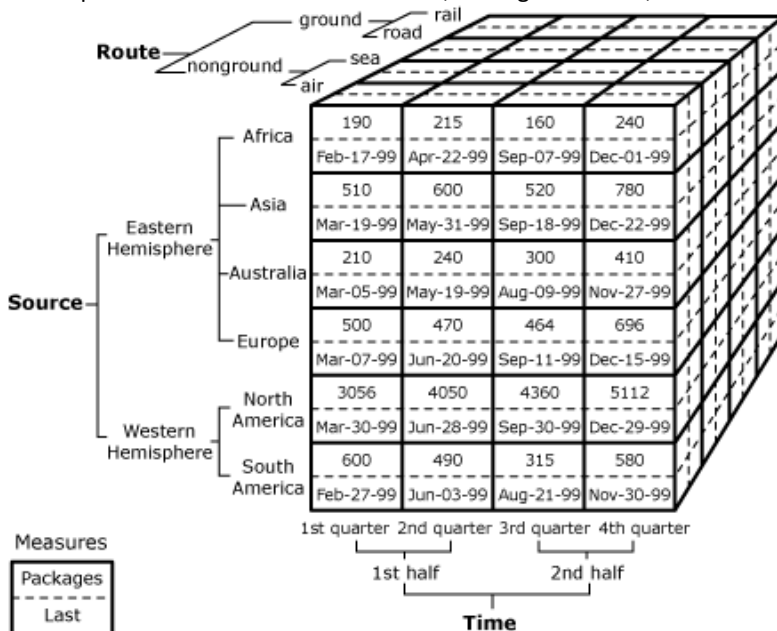 ground
rail
road
Route
nonground
sea
air
Africa
190 215 160 240
Feb-17-99 Apr-22-99 Sep-07-99 Dec-01-99
Asia
510 600 520 780
Mar-19-99 May-31-99 Sep-18-99 Dec-22-99
Eastern
Hemisphere
Australia
210 240 300 410
Mar-05-99 May-19-99 Aug-09-99 Nov-27-99
Source
Europe
500 470 464 696
Mar-07-99 Jun-20-99 Sep-11-99 Dec-15-99
North
America
3056 4050 4360 5112
Mar-30-99 Jun-28-99 Sep-30-99 Dec-29-99
Western
Hemisphere
South
America
600 490 315 580
Feb-27-99 Jun-03-99 Aug-21-99 Nov-30-99
1st quarter 2nd quarter 3rd quarter 4th quarter
1st half 2nd half
Time
Measures
Packages
Last